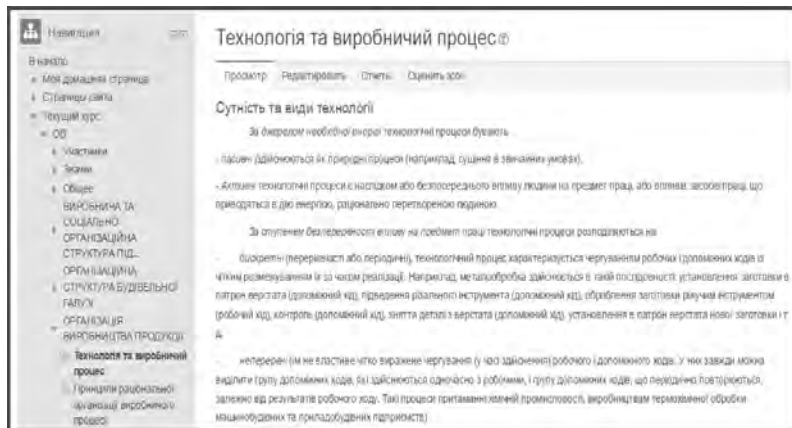 Навигация
В начало
Моя домашняя страница
Страницы сайта
Текущий курс
ОВ
Участники
Значки
Общее
ВИРОБНИЧА ТА
СОЦІАЛЬНО
ОРГАНІЗАЦІЙНА
СТРУКТУРА ПІД...
ОРГАНІЗАЦІЙНА
СТРУКТУРА БУДІВЕЛЬНОЇ
ГАЛУЗІ
ОРГАНІЗАЦІЯ
ВИРОБНИЦТВА ПРОДУКЦІЇ
Технологія та виробничий
процес
Принципи раціональної
організації виробничого
процесі
Технологія та виробничий процес
Просмотр Редактировать Отчеты Оценить эссе
Сутність та види технології
За джерелом необхідної енергії технологічні процеси бувають
- пасивні (здійснюються як природні процеси (наприклад, сушіння в звичайних умовах),
- Активні технологічні процеси є наслідком або безпосереднього впливу людини на предмет праці, або впливів засобів праці, що
приводяться в дію енергією, раціонально перетвореною людиною.
За ступенем безперервності впливу на предмет праці технологічні процеси розподіляються на
- дискретні (переривчасті або періодичні), технологічний процес характеризується чергуванням робочих і допоміжних ходів із
чітким розмежуванням їх за часом реалізації. Наприклад, металообробка здійснюється в такій послідовності: установлення заготовки в
патрон верстата (допоміжний хід), підведення різального інструмента (допоміжний хід), оброблення заготовки ріжучим інструментом
(робочий хід), контроль (допоміжний хід), зняття деталі з верстата (допоміжний хід), установлення в патрон верстата нової заготовки і т
д.
- неперервні (їм не властиве чітко виражене чергування (у часі здійснення) робочого і допоміжного ходів. У них завжди можна
виділити групу допоміжних ходів, які здійснюються одночасно з робочими, і групу допоміжних ходів, що періодично повторюються,
залежно від результатів робочого ходу. Такі процеси притаманні хімічній промисловості, виробництвам термохімічної обробки
машинобудівних та приладобудівних підприємств)